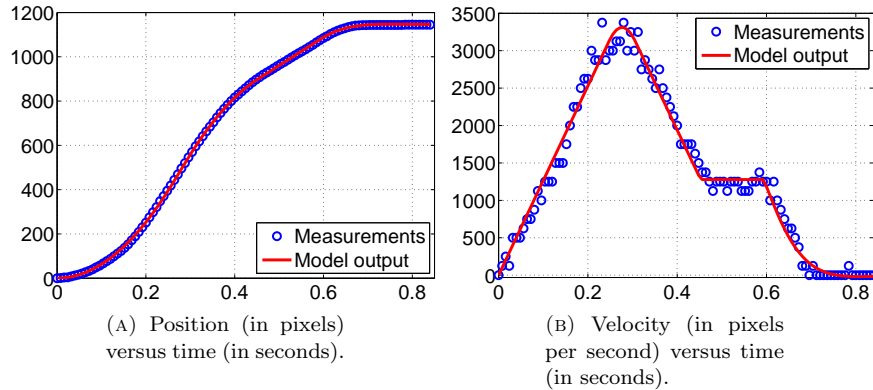 1200
1000
800
600
400
200
0
0 0.2 0.4 0.6 0.8
Measurements
Model output
(A) Position (in pixels)
versus time (in seconds).
3500
3000
2500
2000
1500
1000
500
0
0 0.2 0.4 0.6 0.8
Measurements
Model output
(B) Velocity (in pixels
per second) versus time
(in seconds).